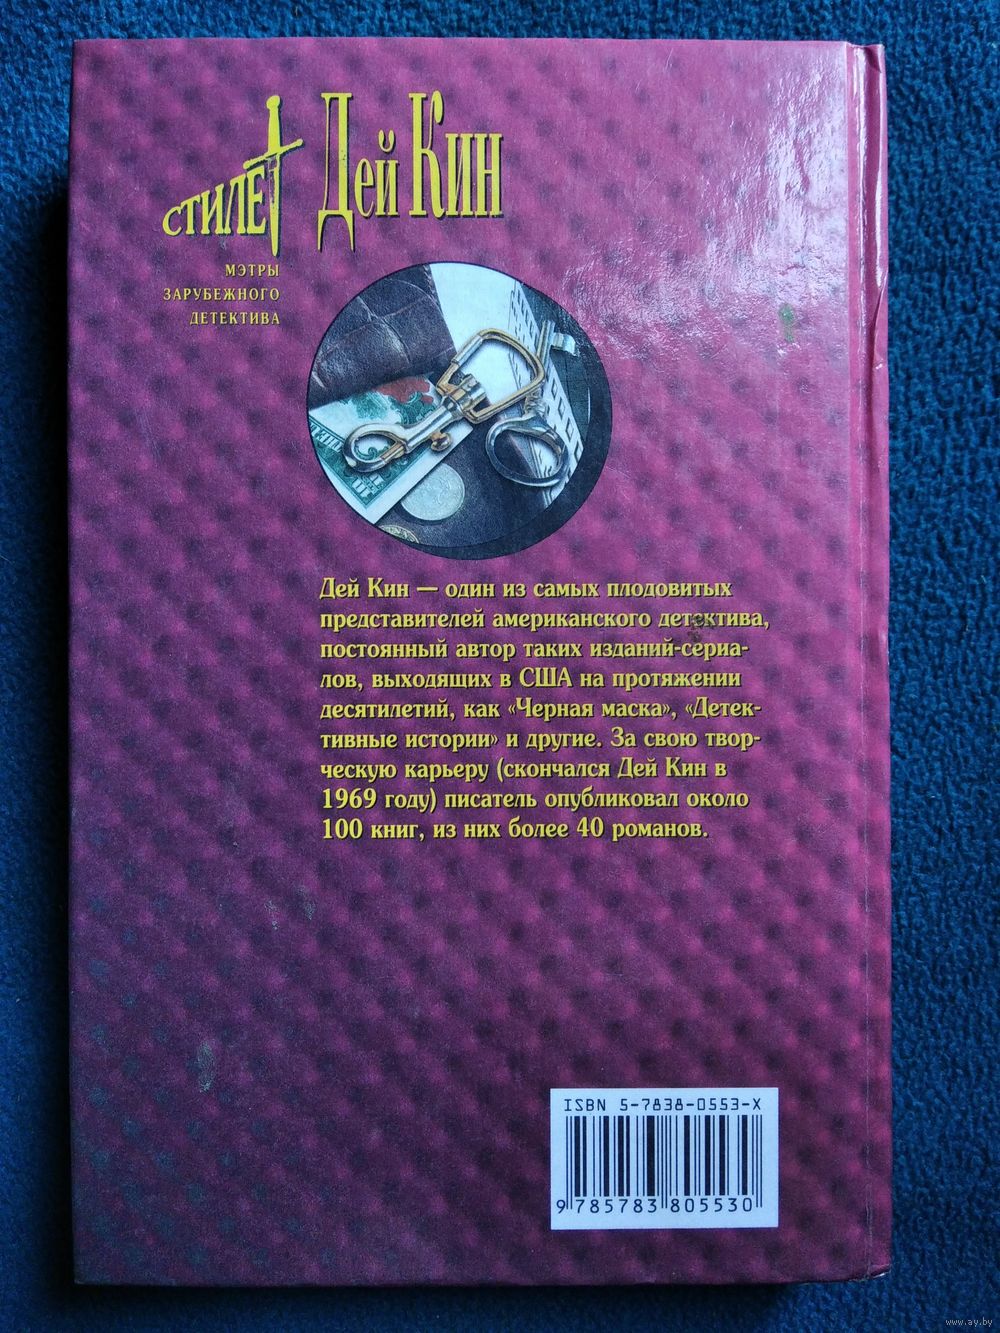 СТИЛЕТ
Дей Кин
МЭТРЫ
ЗАРУБЕЖНОГО
ДЕТЕКТИВА
Дей Кин — один из самых плодовитых
представителей американского детектива,
постоянный автор таких изданий-сериа-
лов, выходящих в США на протяжении
десятилетий, как «Черная маска», «Детек-
тивные истории» и другие. За свою твор-
ческую карьеру (скончался Дей Кин в
1969 году) писатель опубликовал около
100 книг, из них более 40 романов.
ISBN 5-7838-0553-X
9 785783 805530
www.ay.by